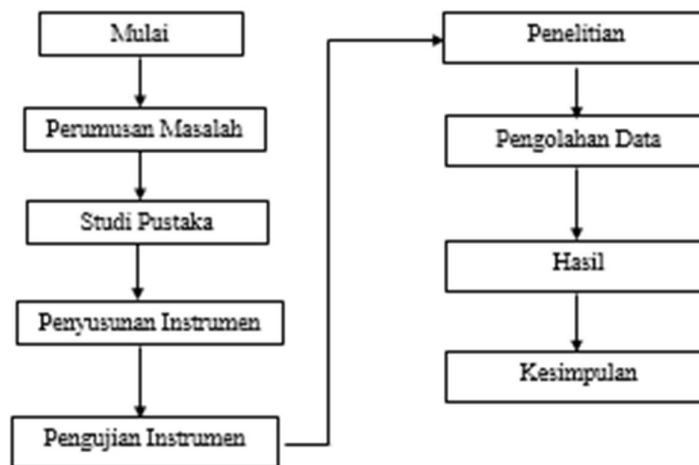 Mulai
Perumusan Masalah
Studi Pustaka
Penyusunan Instrumen
Pengujian Instrumen
Penelitian
Pengolahan Data
Hasil
Kesimpulan